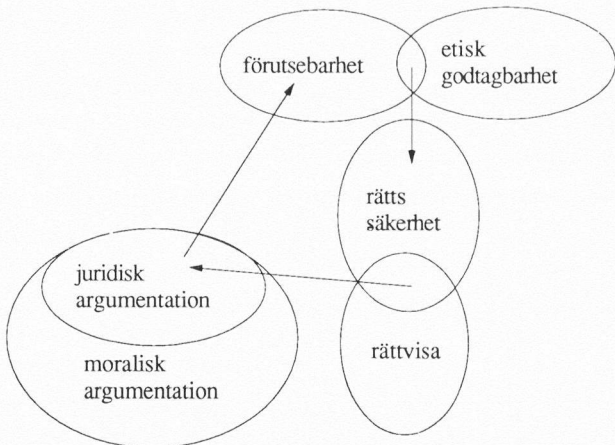 förutsebarhet
etisk
godtagbarhet
rätts
säkerhet
juridisk
argumentation
rättvisa
moralisk
argumentation